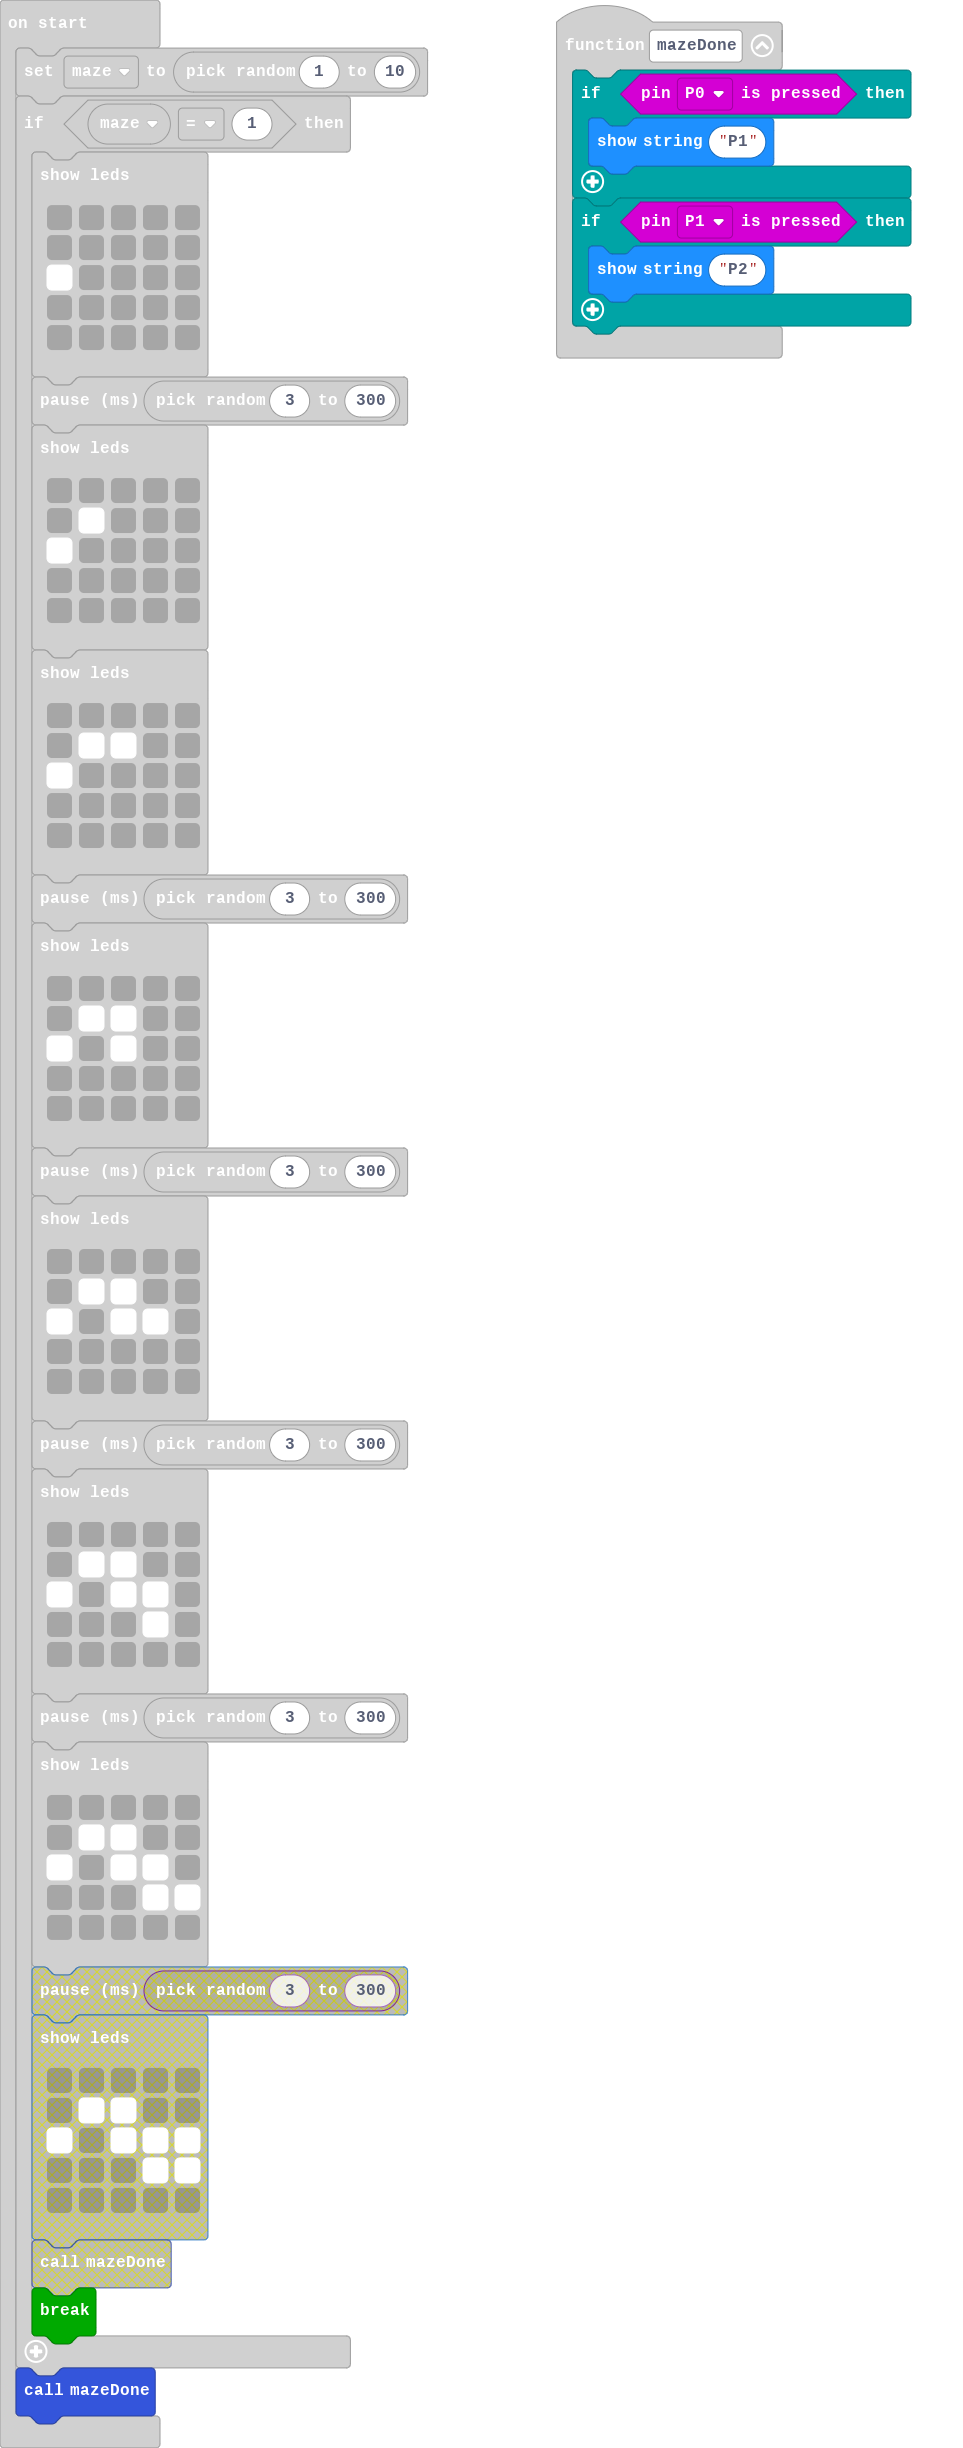 on start
set maze to pick random 1 to 10
if maze = 1 then
show leds
pause (ms) pick random 3 to 300
show leds
show leds
pause (ms) pick random 3 to 300
show leds
pause (ms) pick random 3 to 300
show leds
pause (ms) pick random 3 to 300
show leds
pause (ms) pick random 3 to 300
show leds
pause (ms) pick random 3 to 300
show leds
call mazeDone
break
call mazeDone
function mazeDone
if pin P0 is pressed then
show string "P1"
if pin P1 is pressed then
show string "P2"